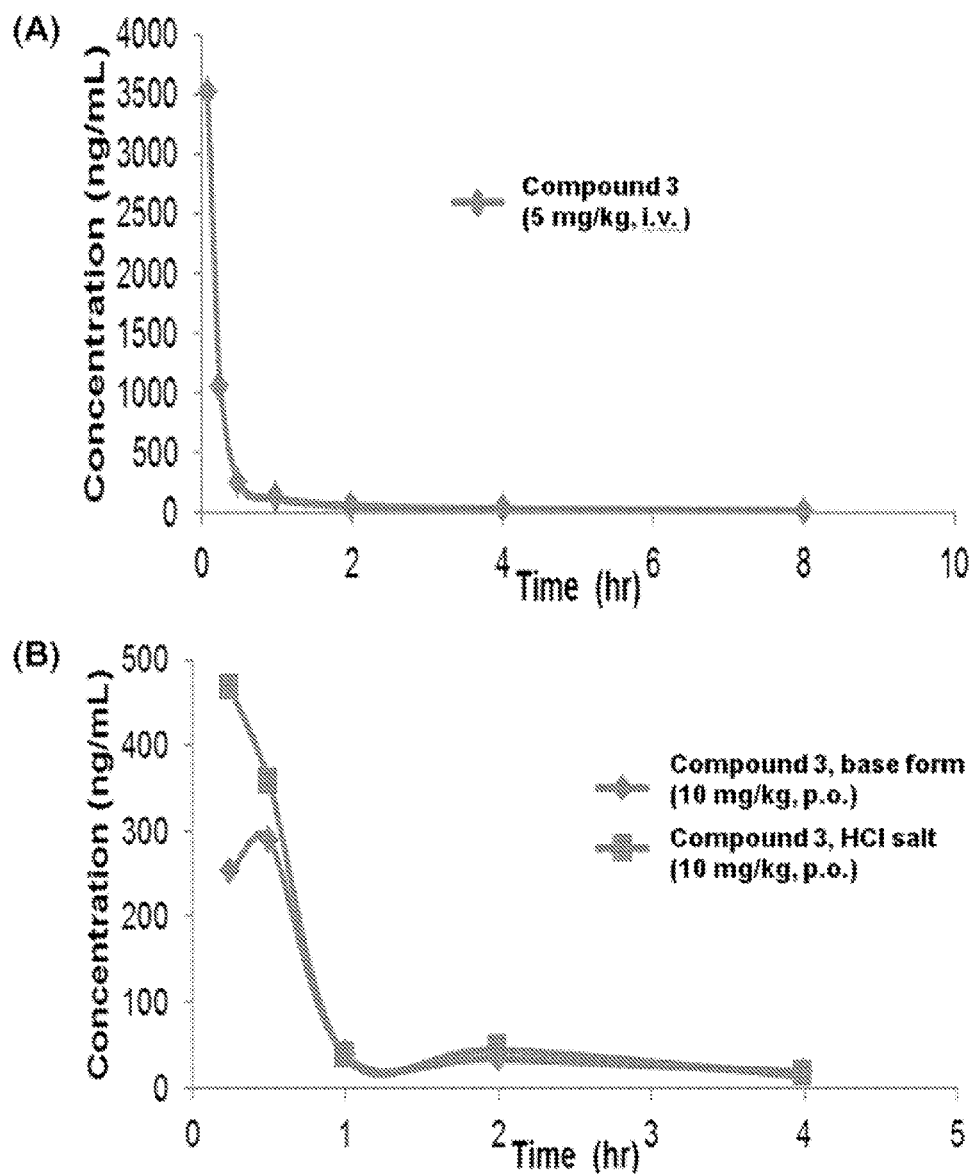 (A)
Concentration (ng/mL)
4000
3500
3000
2500
2000
1500
1000
500
0
Compound 3
(5 mg/kg, i.v.)
0 2 4 6 8 10
Time (hr)
(B)
Concentration (ng/mL)
500
400
300
200
100
0
Compound 3, base form
(10 mg/kg, p.o.)
Compound 3, HCl salt
(10 mg/kg, p.o.)
0 1 2 3 4 5
Time (hr)